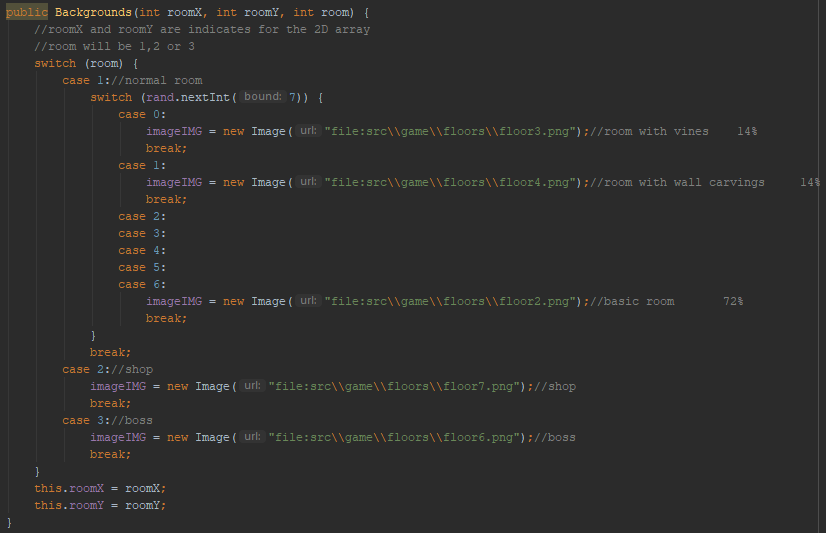 public Backgrounds(int roomX, int roomY, int room) {
    //roomX and roomY are indicates for the 2D array
    //room will be 1,2 or 3
    switch (room) {
        case 1://normal room
            switch (rand.nextInt( bound: 7)) {
                case 0:
                    imageIMG = new Image( url: "file:src\\game\\floors\\floor3.png");//room with vines    14%
                    break;
                case 1:
                    imageIMG = new Image( url: "file:src\\game\\floors\\floor4.png");//room with wall carvings     14%
                    break;
                case 2:
                case 3:
                case 4:
                case 5:
                case 6:
                    imageIMG = new Image( url: "file:src\\game\\floors\\floor2.png");//basic room       72%
                    break;
            }
            break;
        case 2://shop
            imageIMG = new Image( url: "file:src\\game\\floors\\floor7.png");//shop
            break;
        case 3://boss
            imageIMG = new Image( url: "file:src\\game\\floors\\floor6.png");//boss
            break;
    }
    this.roomX = roomX;
    this.roomY = roomY;
}